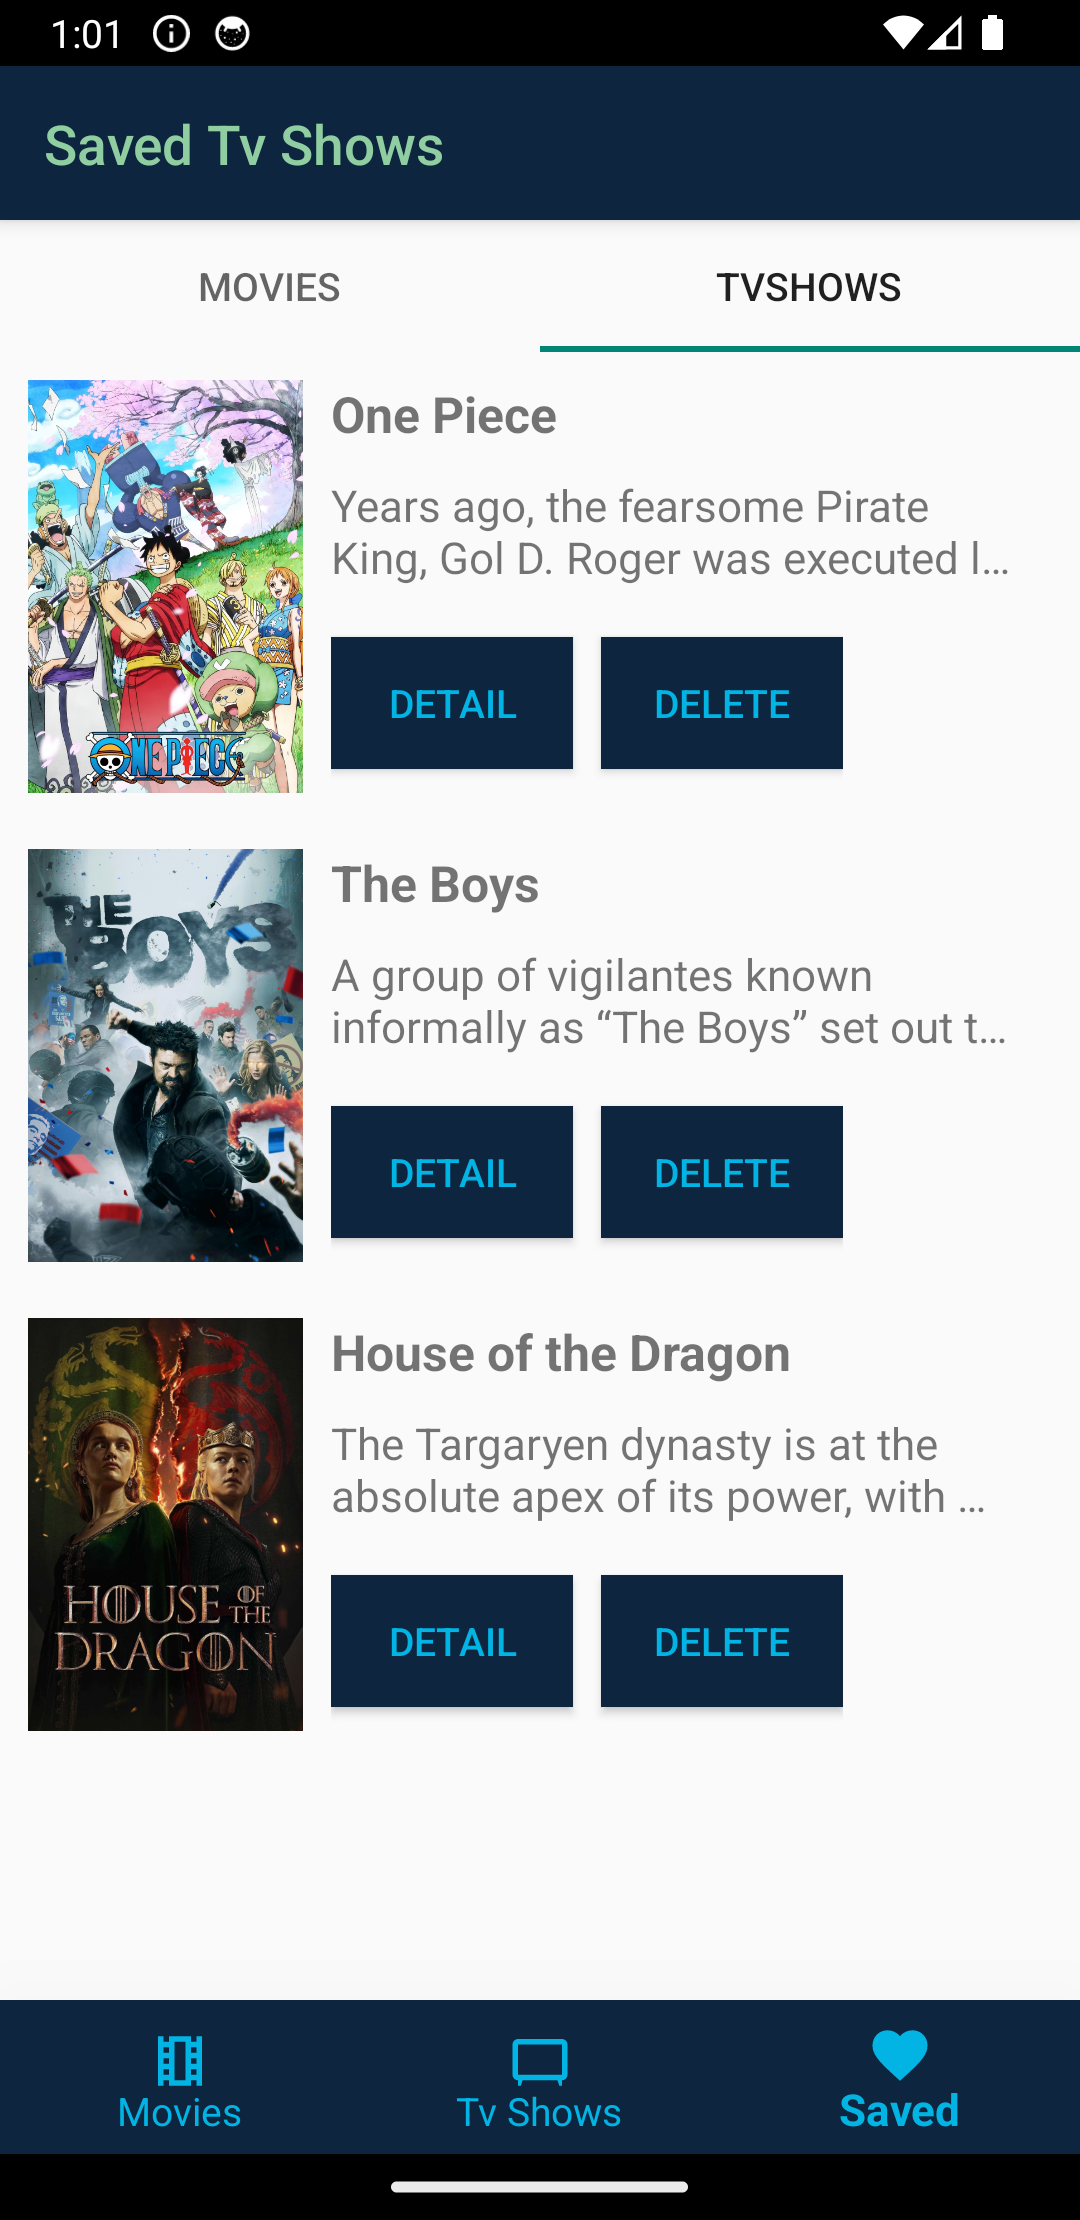 1:01
Saved Tv Shows
MOVIES
TVSHOWS
ONE PIECE
One Piece
Years ago, the fearsome Pirate
King, Gol D. Roger was executed l…
DETAIL
DELETE
THE
BOYS
The Boys
A group of vigilantes known
informally as “The Boys” set out t…
DETAIL
DELETE
HOUSE OF THE
DRAGON
House of the Dragon
The Targaryen dynasty is at the
absolute apex of its power, with …
DETAIL
DELETE
Movies
Tv Shows
Saved